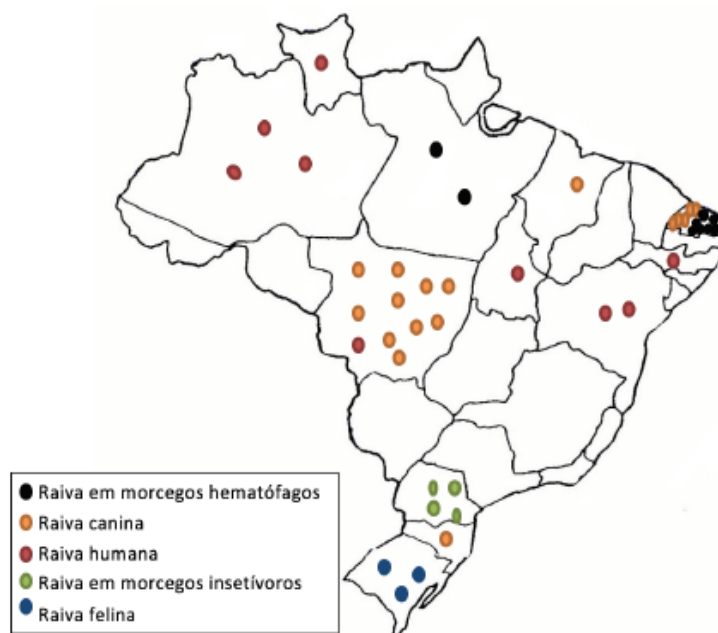 Raiva em morcegos hematófagos
Raiva canina
Raiva humana
Raiva em morcegos insetívoros
Raiva felina